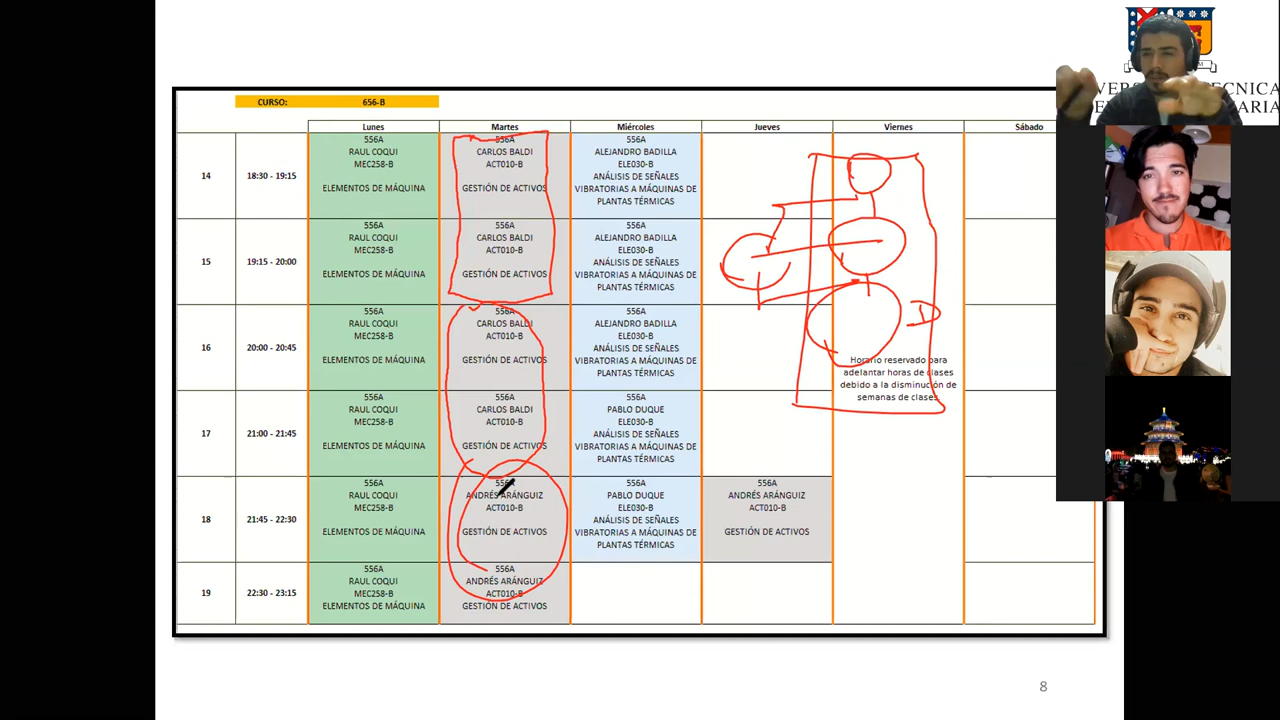 CURSO: 656-B
Lunes Martes Miércoles Jueves Viernes Sábado
14 18:30 - 19:15
556A
RAUL COQUI
MEC258-B
ELEMENTOS DE MÁQUINA
556A
CARLOS BALDI
ACT010-B
GESTIÓN DE ACTIVOS
556A
ALEJANDRO BADILLA
ELE030-B
ANÁLISIS DE SEÑALES
VIBRATORIAS A MÁQUINAS DE
PLANTAS TÉRMICAS
15 19:15 - 20:00
556A
RAUL COQUI
MEC258-B
ELEMENTOS DE MÁQUINA
556A
CARLOS BALDI
ACT010-B
GESTIÓN DE ACTIVOS
556A
ALEJANDRO BADILLA
ELE030-B
ANÁLISIS DE SEÑALES
VIBRATORIAS A MÁQUINAS DE
PLANTAS TÉRMICAS
16 20:00 - 20:45
556A
RAUL COQUI
MEC258-B
ELEMENTOS DE MÁQUINA
556A
CARLOS BALDI
ACT010-B
GESTIÓN DE ACTIVOS
556A
ALEJANDRO BADILLA
ELE030-B
ANÁLISIS DE SEÑALES
VIBRATORIAS A MÁQUINAS DE
PLANTAS TÉRMICAS
D
Horario reservado para
adelantar horas de clases
debido a la disminución de
semanas de clases.
17 21:00 - 21:45
556A
RAUL COQUI
MEC258-B
ELEMENTOS DE MÁQUINA
556A
CARLOS BALDI
ACT010-B
GESTIÓN DE ACTIVOS
556A
PABLO DUQUE
ELE030-B
ANÁLISIS DE SEÑALES
VIBRATORIAS A MÁQUINAS DE
PLANTAS TÉRMICAS
18 21:45 - 22:30
556A
RAUL COQUI
MEC258-B
ELEMENTOS DE MÁQUINA
556A
ANDRÉS ARÁNGUIZ
ACT010-B
GESTIÓN DE ACTIVOS
556A
PABLO DUQUE
ELE030-B
ANÁLISIS DE SEÑALES
VIBRATORIAS A MÁQUINAS DE
PLANTAS TÉRMICAS
556A
ANDRÉS ARÁNGUIZ
ACT010-B
GESTIÓN DE ACTIVOS
19 22:30 - 23:15
556A
RAUL COQUI
MEC258-B
ELEMENTOS DE MÁQUINA
556A
ANDRÉS ARÁNGUIZ
ACT010-B
GESTIÓN DE ACTIVOS
8